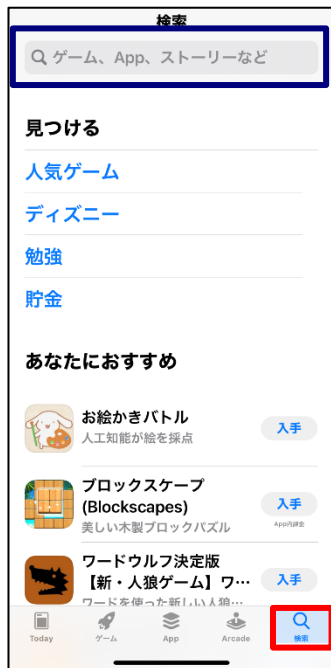 検索
ゲーム、App、ストーリーなど
見つける
人気ゲーム
ディズニー
勉強
貯金
あなたにおすすめ
お絵かきバトル
人工知能が絵を採点
入手
ブロックスケープ
(Blockscapes)
美しい木製ブロックパズル
入手
App内課金
ワードウルフ決定版
【新・人狼ゲーム】ワ…
ワードを使った新しい人狼…
入手
Today
ゲーム
App
Arcade
検索